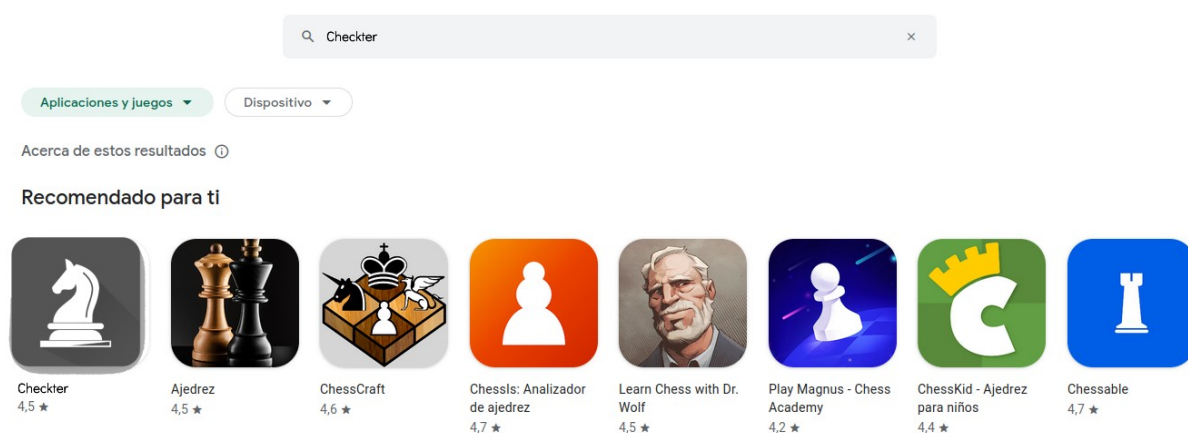 Checkter
Aplicaciones y juegos
Dispositivo
Acerca de estos resultados
Recomendado para ti
Checkter
4,5 ★
Ajedrez
4,5 ★
ChessCraft
4,6 ★
ChessIs: Analizador
de ajedrez
4,7 ★
Learn Chess with Dr.
Wolf
4,5 ★
Play Magnus - Chess
Academy
4,2 ★
ChessKid - Ajedrez
para niños
4,4 ★
Chessable
4,7 ★